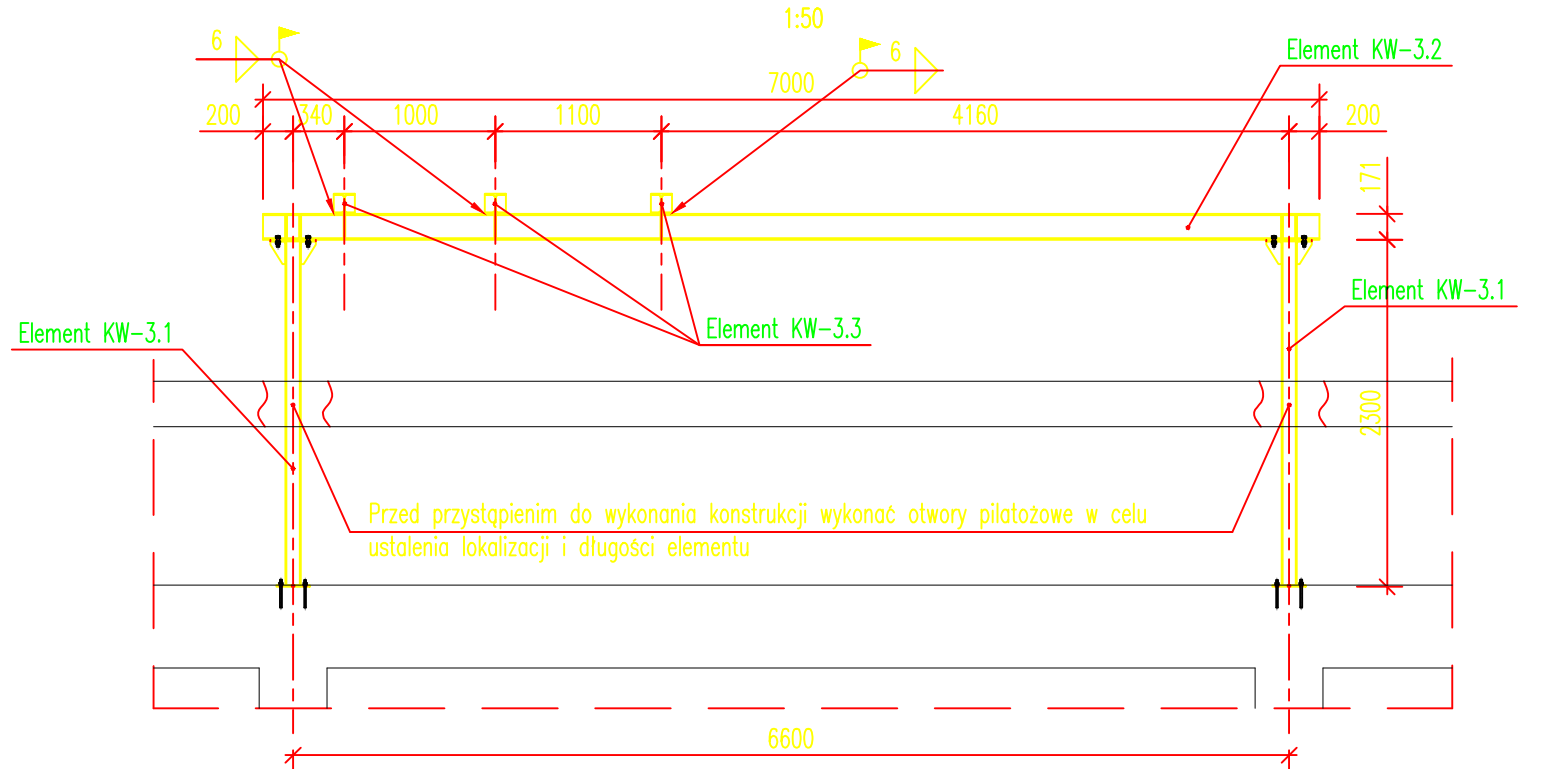 1:50
6
6
Element KW-3.2
7000
200
340
1000
1100
4160
200
171
Element KW-3.1
Element KW-3.3
Element KW-3.1
2300
Przed przystąpienim do wykonania konstrukcji wykonać otwory pilatożowe w celu
ustalenia lokalizacji i długości elementu
6600